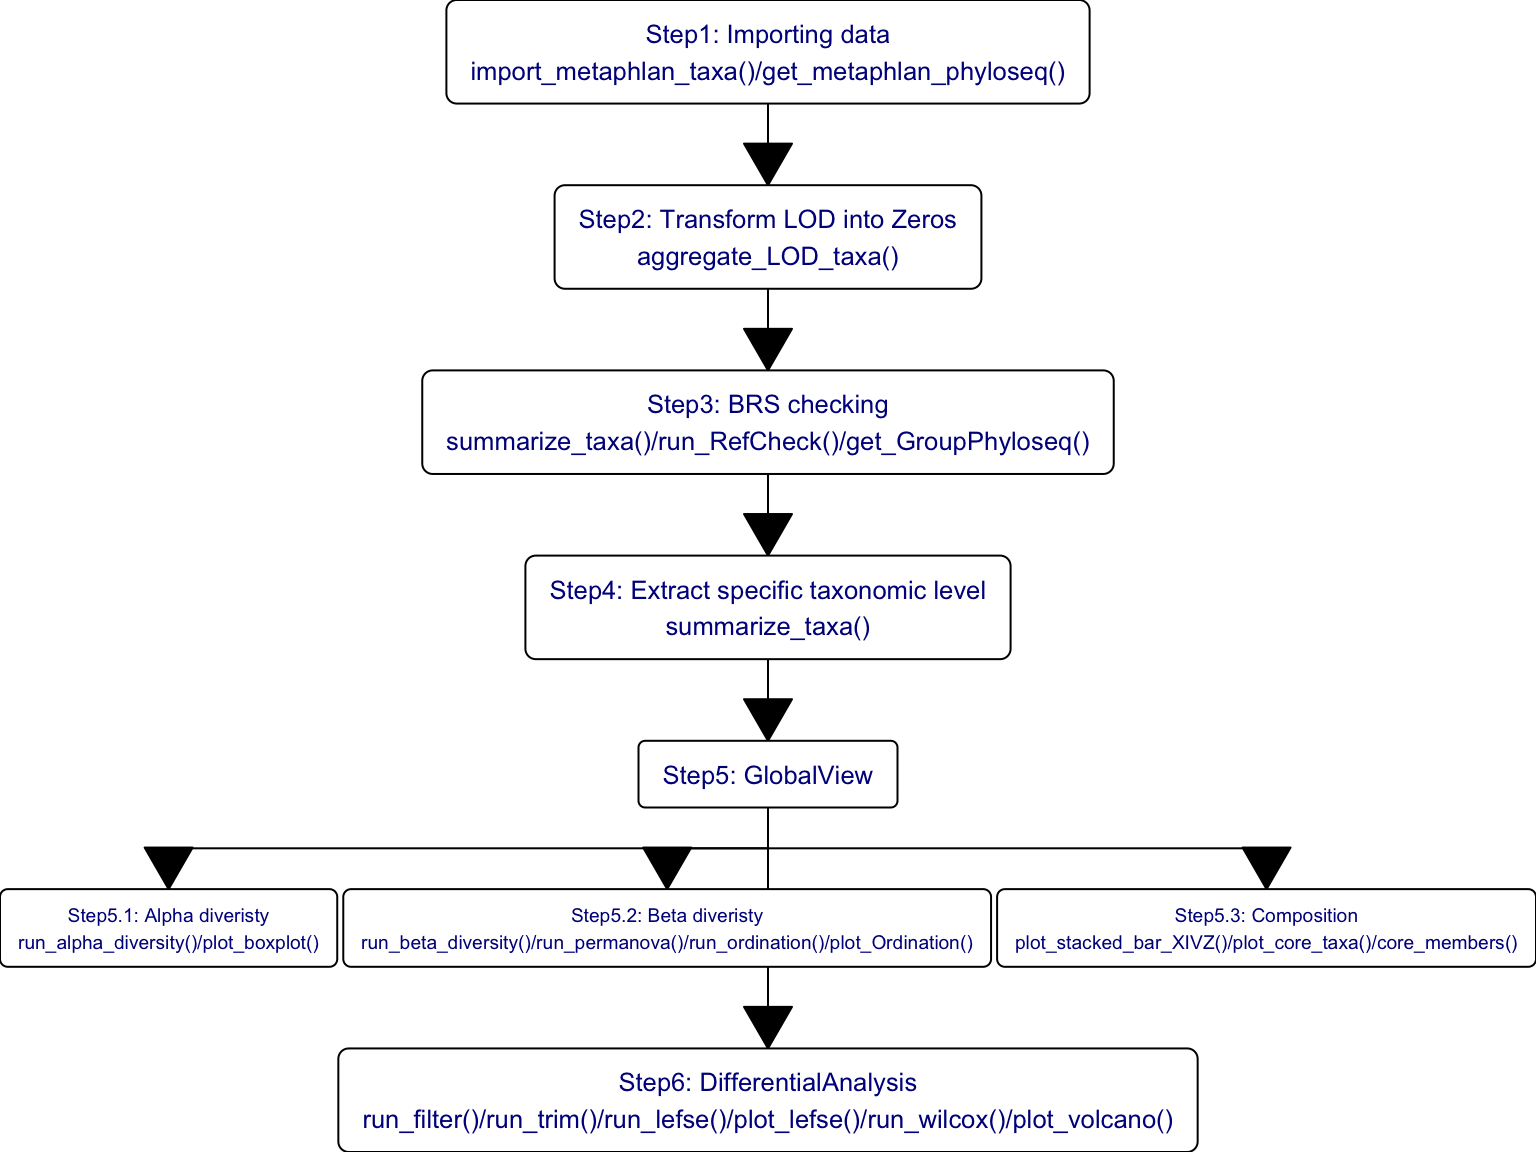 Step1: Importing data
import_metaphlan_taxa()/get_metaphlan_phyloseq()
Step2: Transform LOD into Zeros
aggregate_LOD_taxa()
Step3: BRS checking
summarize_taxa()/run_RefCheck()/get_GroupPhyloseq()
Step4: Extract specific taxonomic level
summarize_taxa()
Step5: GlobalView
Step5.1: Alpha diveristy
run_alpha_diversity()/plot_boxplot()
Step5.2: Beta diveristy
run_beta_diversity()/run_permanova()/run_ordination()/plot_Ordination()
Step5.3: Composition
plot_stacked_bar_XIVZ()/plot_core_taxa()/core_members()
Step6: DifferentialAnalysis
run_filter()/run_trim()/run_lefse()/plot_lefse()/run_wilcox()/plot_volcano()